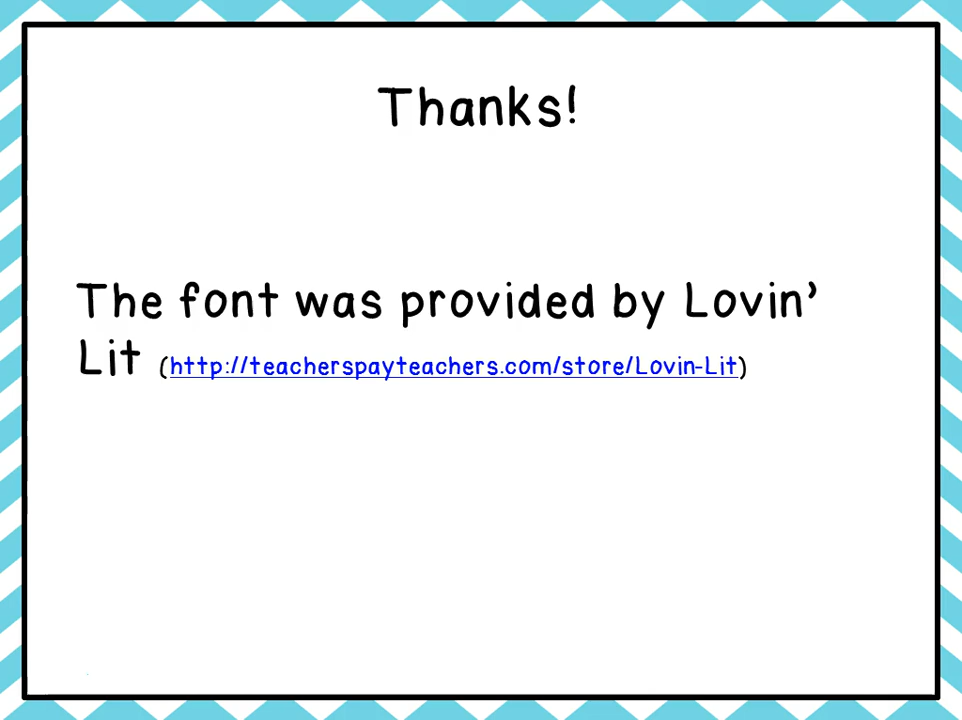 Thanks!
The font was provided by Lovin’
Lit (http://teacherspayteachers.com/store/Lovin-Lit)